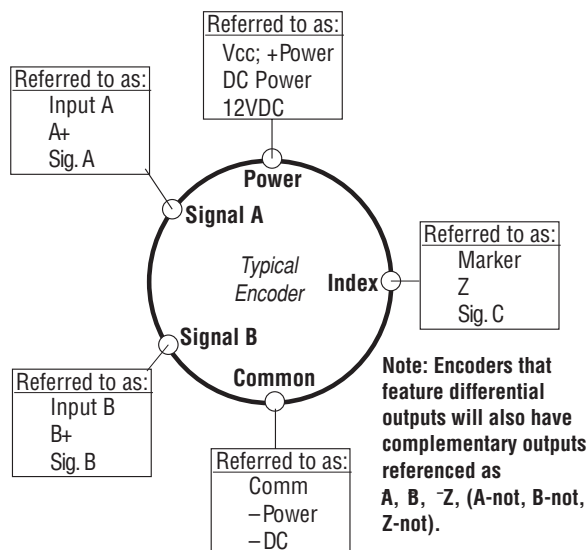 Referred to as:
Vcc; +Power
DC Power
12VDC
Referred to as:
Input A
A+
Sig. A
Power
Signal A
Typical
Encoder
Index
Referred to as:
Marker
Z
Sig. C
Signal B
Common
Referred to as:
Input B
B+
Sig. B
Referred to as:
Comm
–Power
–DC
Note: Encoders that
feature differential
outputs will also have
complementary outputs
referenced as
A, B, ‾Z, (A-not, B-not,
Z-not).